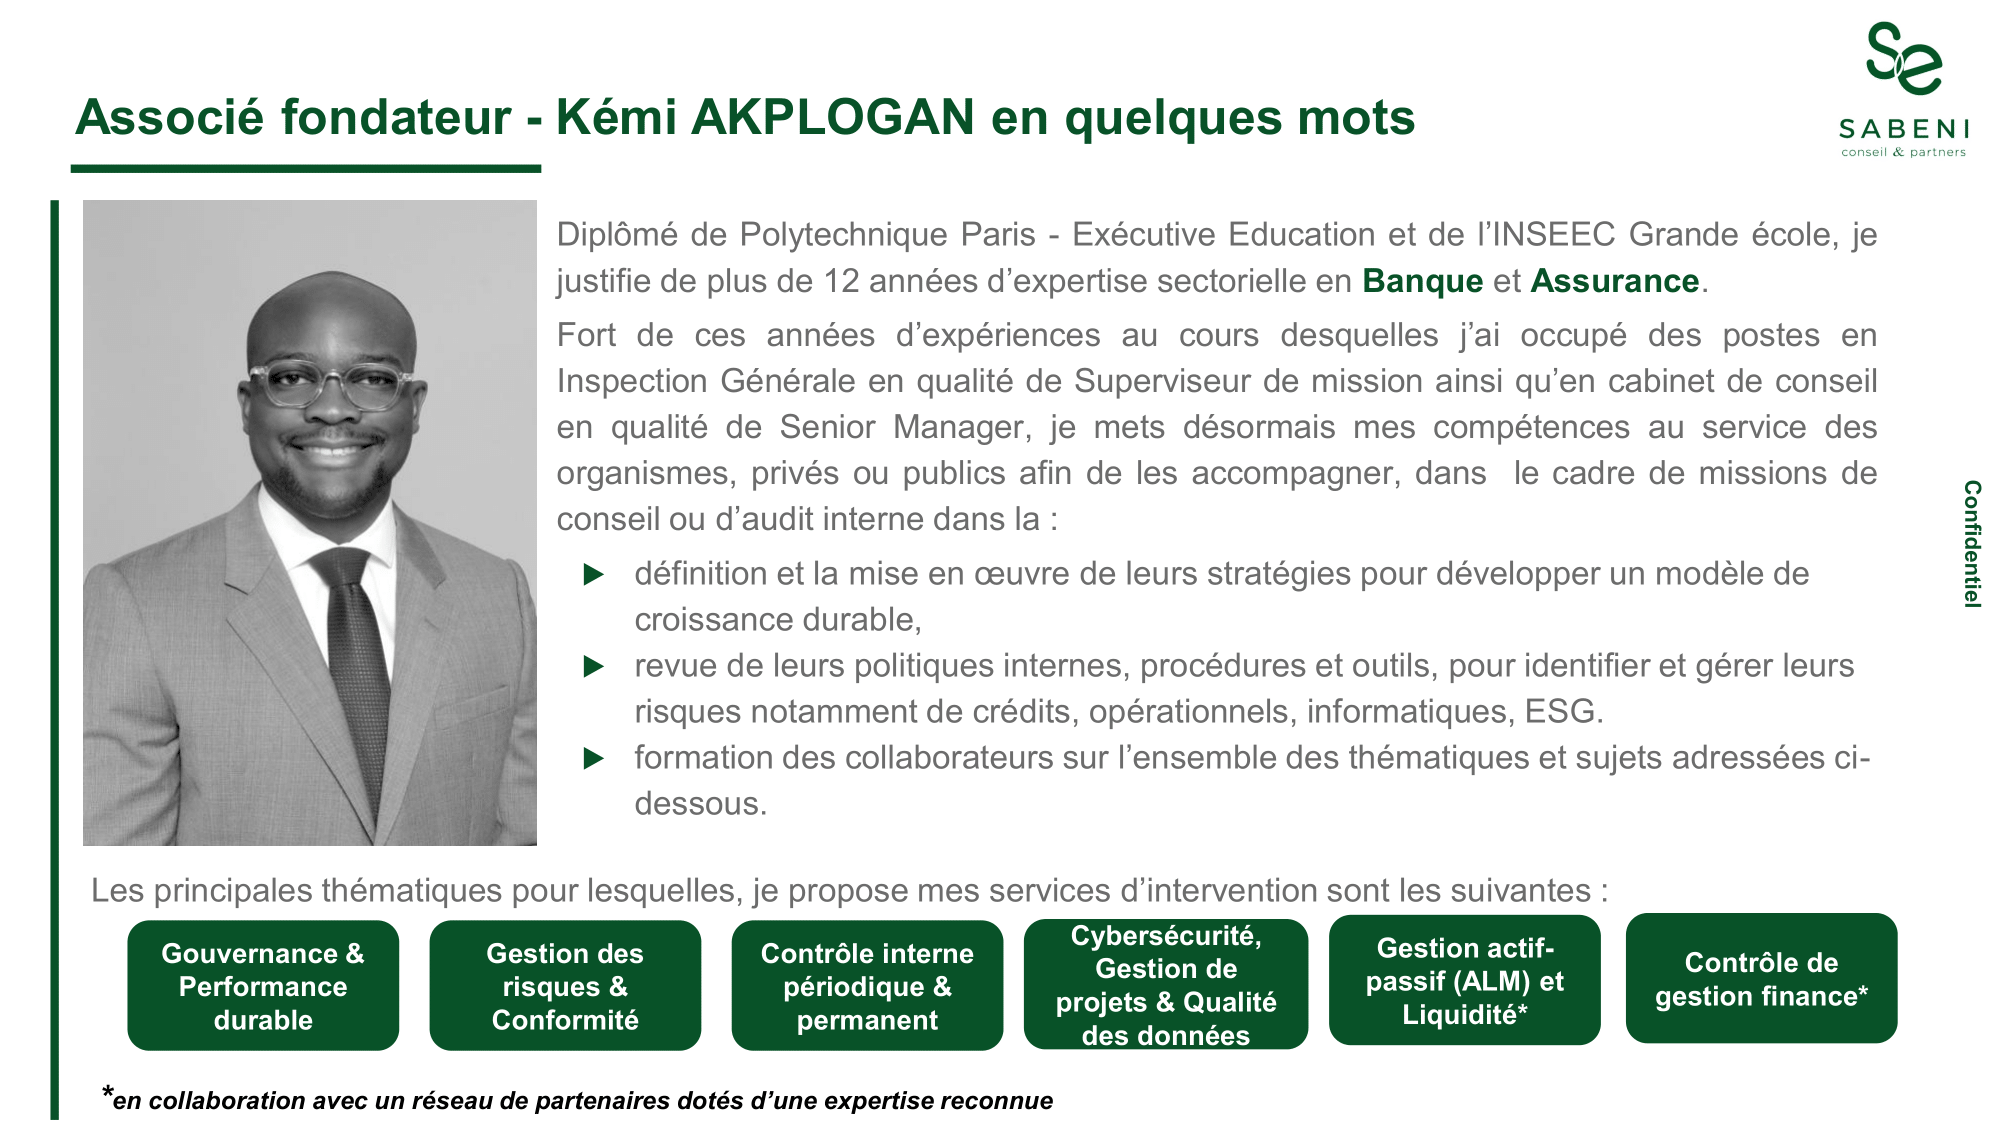 Se
SABENI
conseil & partners
Associé fondateur - Kémi AKPLOGAN en quelques mots
Diplômé de Polytechnique Paris - Exécutive Education et de l’INSEEC Grande école, je
justifie de plus de 12 années d’expertise sectorielle en Banque et Assurance.
Fort de ces années d’expériences au cours desquelles j’ai occupé des postes en
Inspection Générale en qualité de Superviseur de mission ainsi qu’en cabinet de conseil
en qualité de Senior Manager, je mets désormais mes compétences au service des
organismes, privés ou publics afin de les accompagner, dans le cadre de missions de
conseil ou d’audit interne dans la :
► définition et la mise en œuvre de leurs stratégies pour développer un modèle de
croissance durable,
► revue de leurs politiques internes, procédures et outils, pour identifier et gérer leurs
risques notamment de crédits, opérationnels, informatiques, ESG.
► formation des collaborateurs sur l’ensemble des thématiques et sujets adressées ci-
dessous.
Confidentiel
Les principales thématiques pour lesquelles, je propose mes services d’intervention sont les suivantes :
Gouvernance &
Performance
durable
Gestion des
risques &
Conformité
Contrôle interne
périodique &
permanent
Cybersécurité,
Gestion de
projets & Qualité
des données
Gestion actif-
passif (ALM) et
Liquidité*
Contrôle de
gestion finance*
*en collaboration avec un réseau de partenaires dotés d’une expertise reconnue